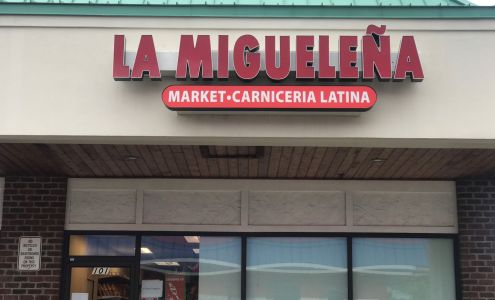 LA MIGUELEÑA
MARKET•CARNICERIA LATINA
101